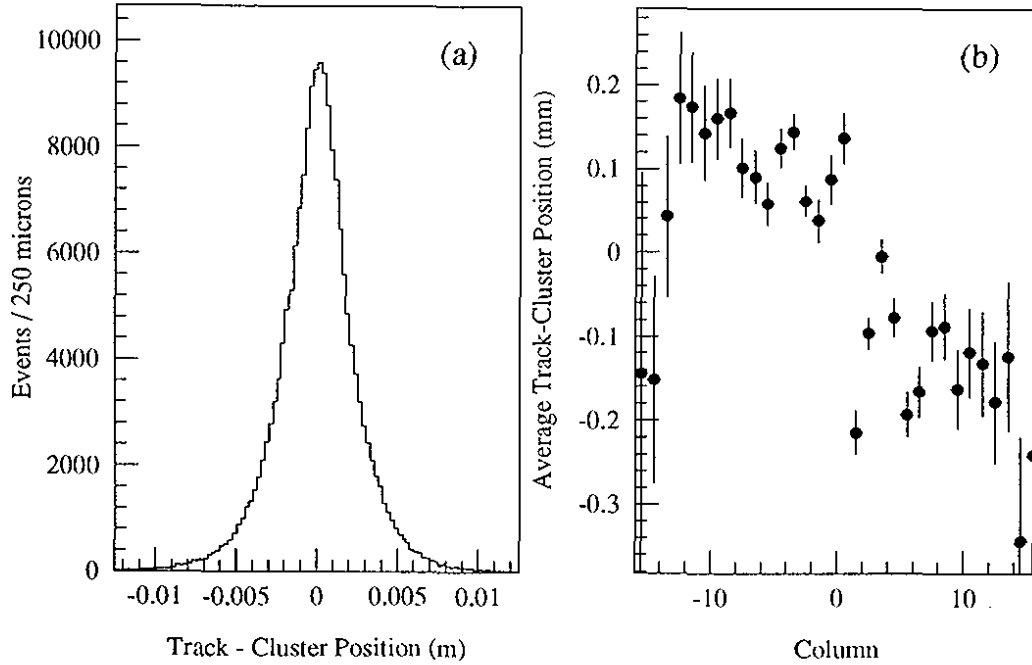 (a)
10000
8000
6000
4000
2000
0
Events / 250 microns
-0.01 -0.005 0 0.005 0.01
Track - Cluster Position (m)
(b)
0.2
0.1
0
-0.1
-0.2
-0.3
Average Track-Cluster Position (mm)
-10 0 10
Column